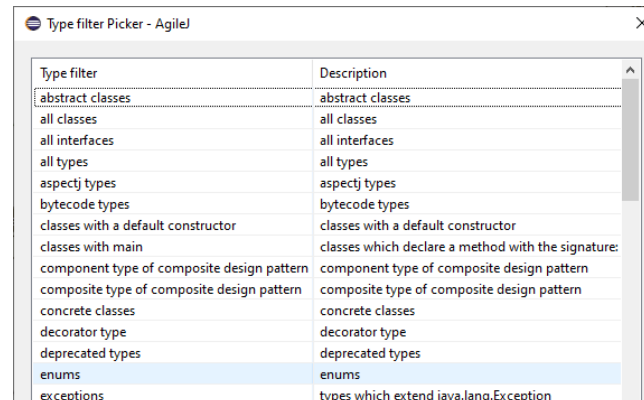 Type filter Picker - AgileJ
Type filter Description
abstract classes abstract classes
all classes all classes
all interfaces all interfaces
all types all types
aspectj types aspectj types
bytecode types bytecode types
classes with a default constructor classes with a default constructor
classes with main classes which declare a method with the signature:
component type of composite design pattern component type of composite design pattern
composite type of composite design pattern composite type of composite design pattern
concrete classes concrete classes
decorator type decorator type
deprecated types deprecated types
enums enums
exceptions types which extend java.lang.Exception